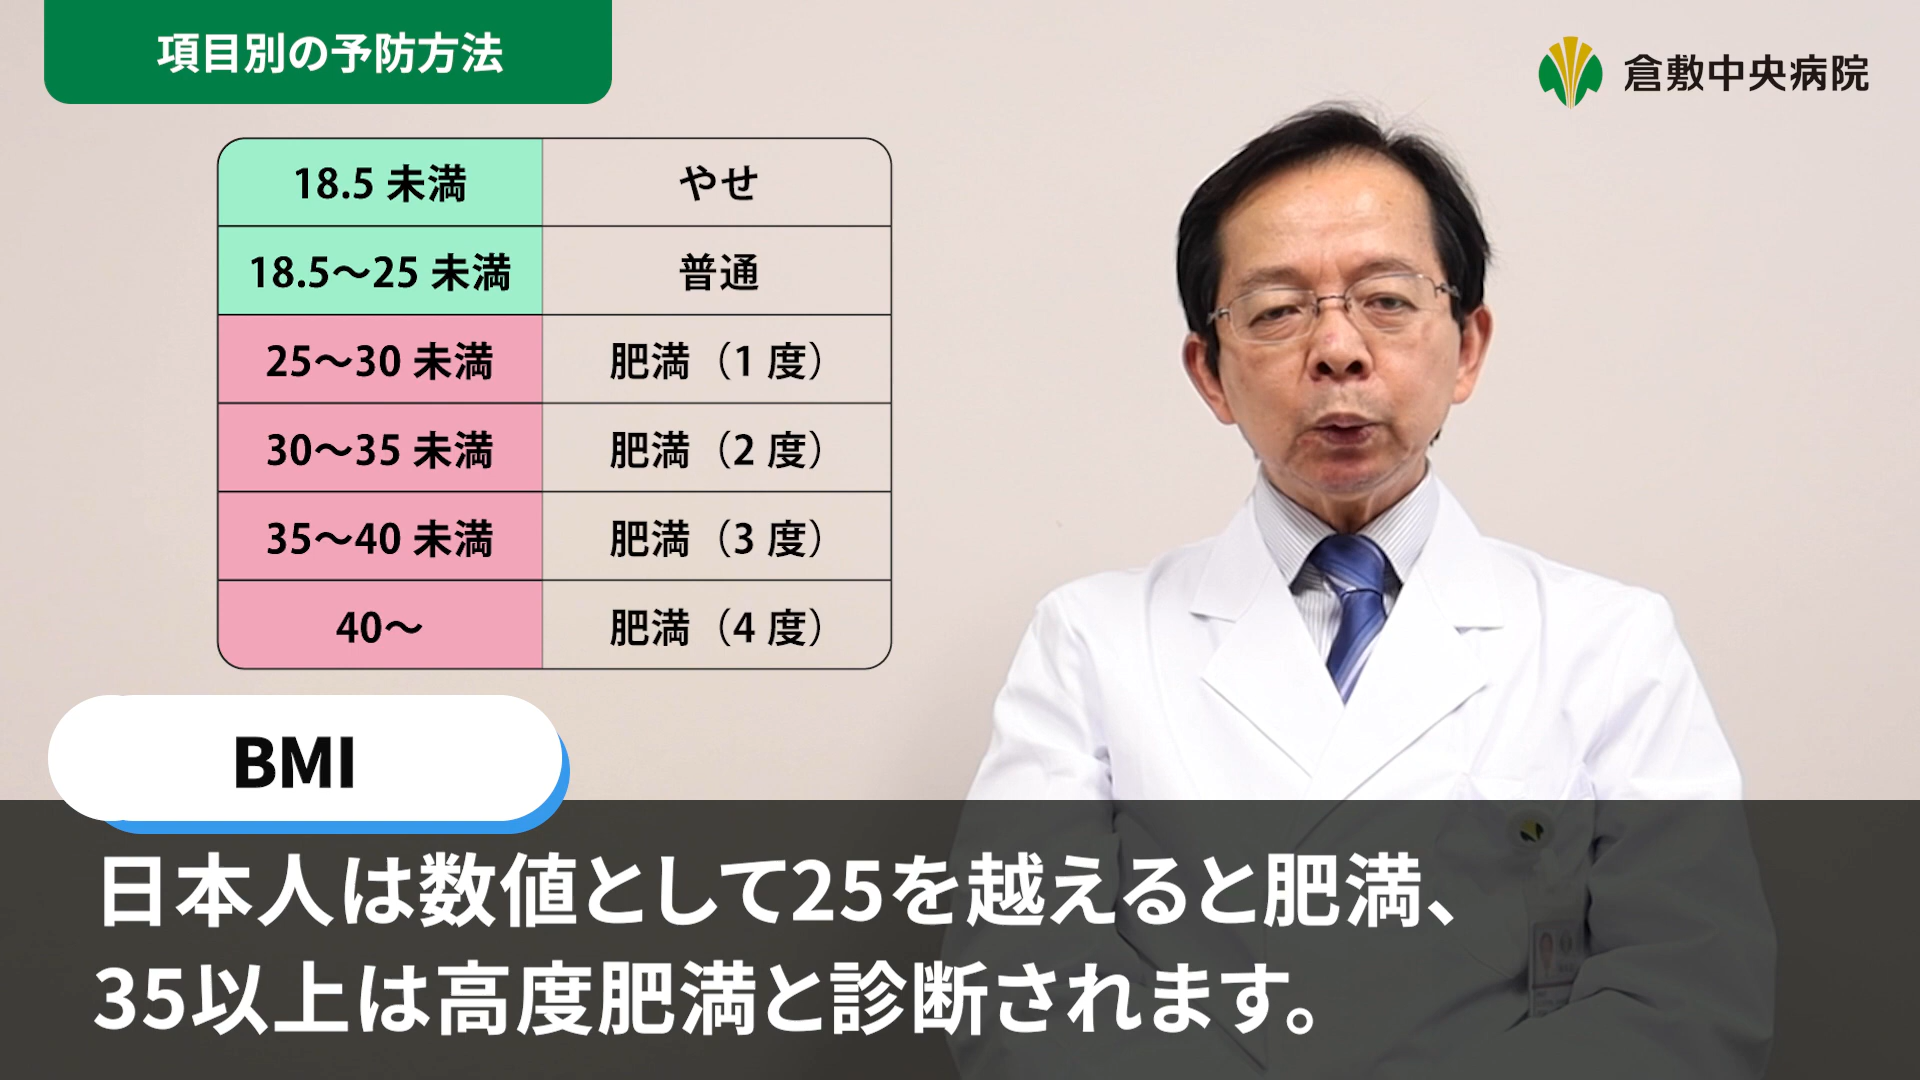 項目別の予防方法
倉敷中央病院
18.5 未満 やせ
18.5～25 未満 普通
25～30 未満 肥満（1 度）
30～35 未満 肥満（2 度）
35～40 未満 肥満（3 度）
40～ 肥満（4 度）
BMI
日本人は数値として25を越えると肥満、
35以上は高度肥満と診断されます。